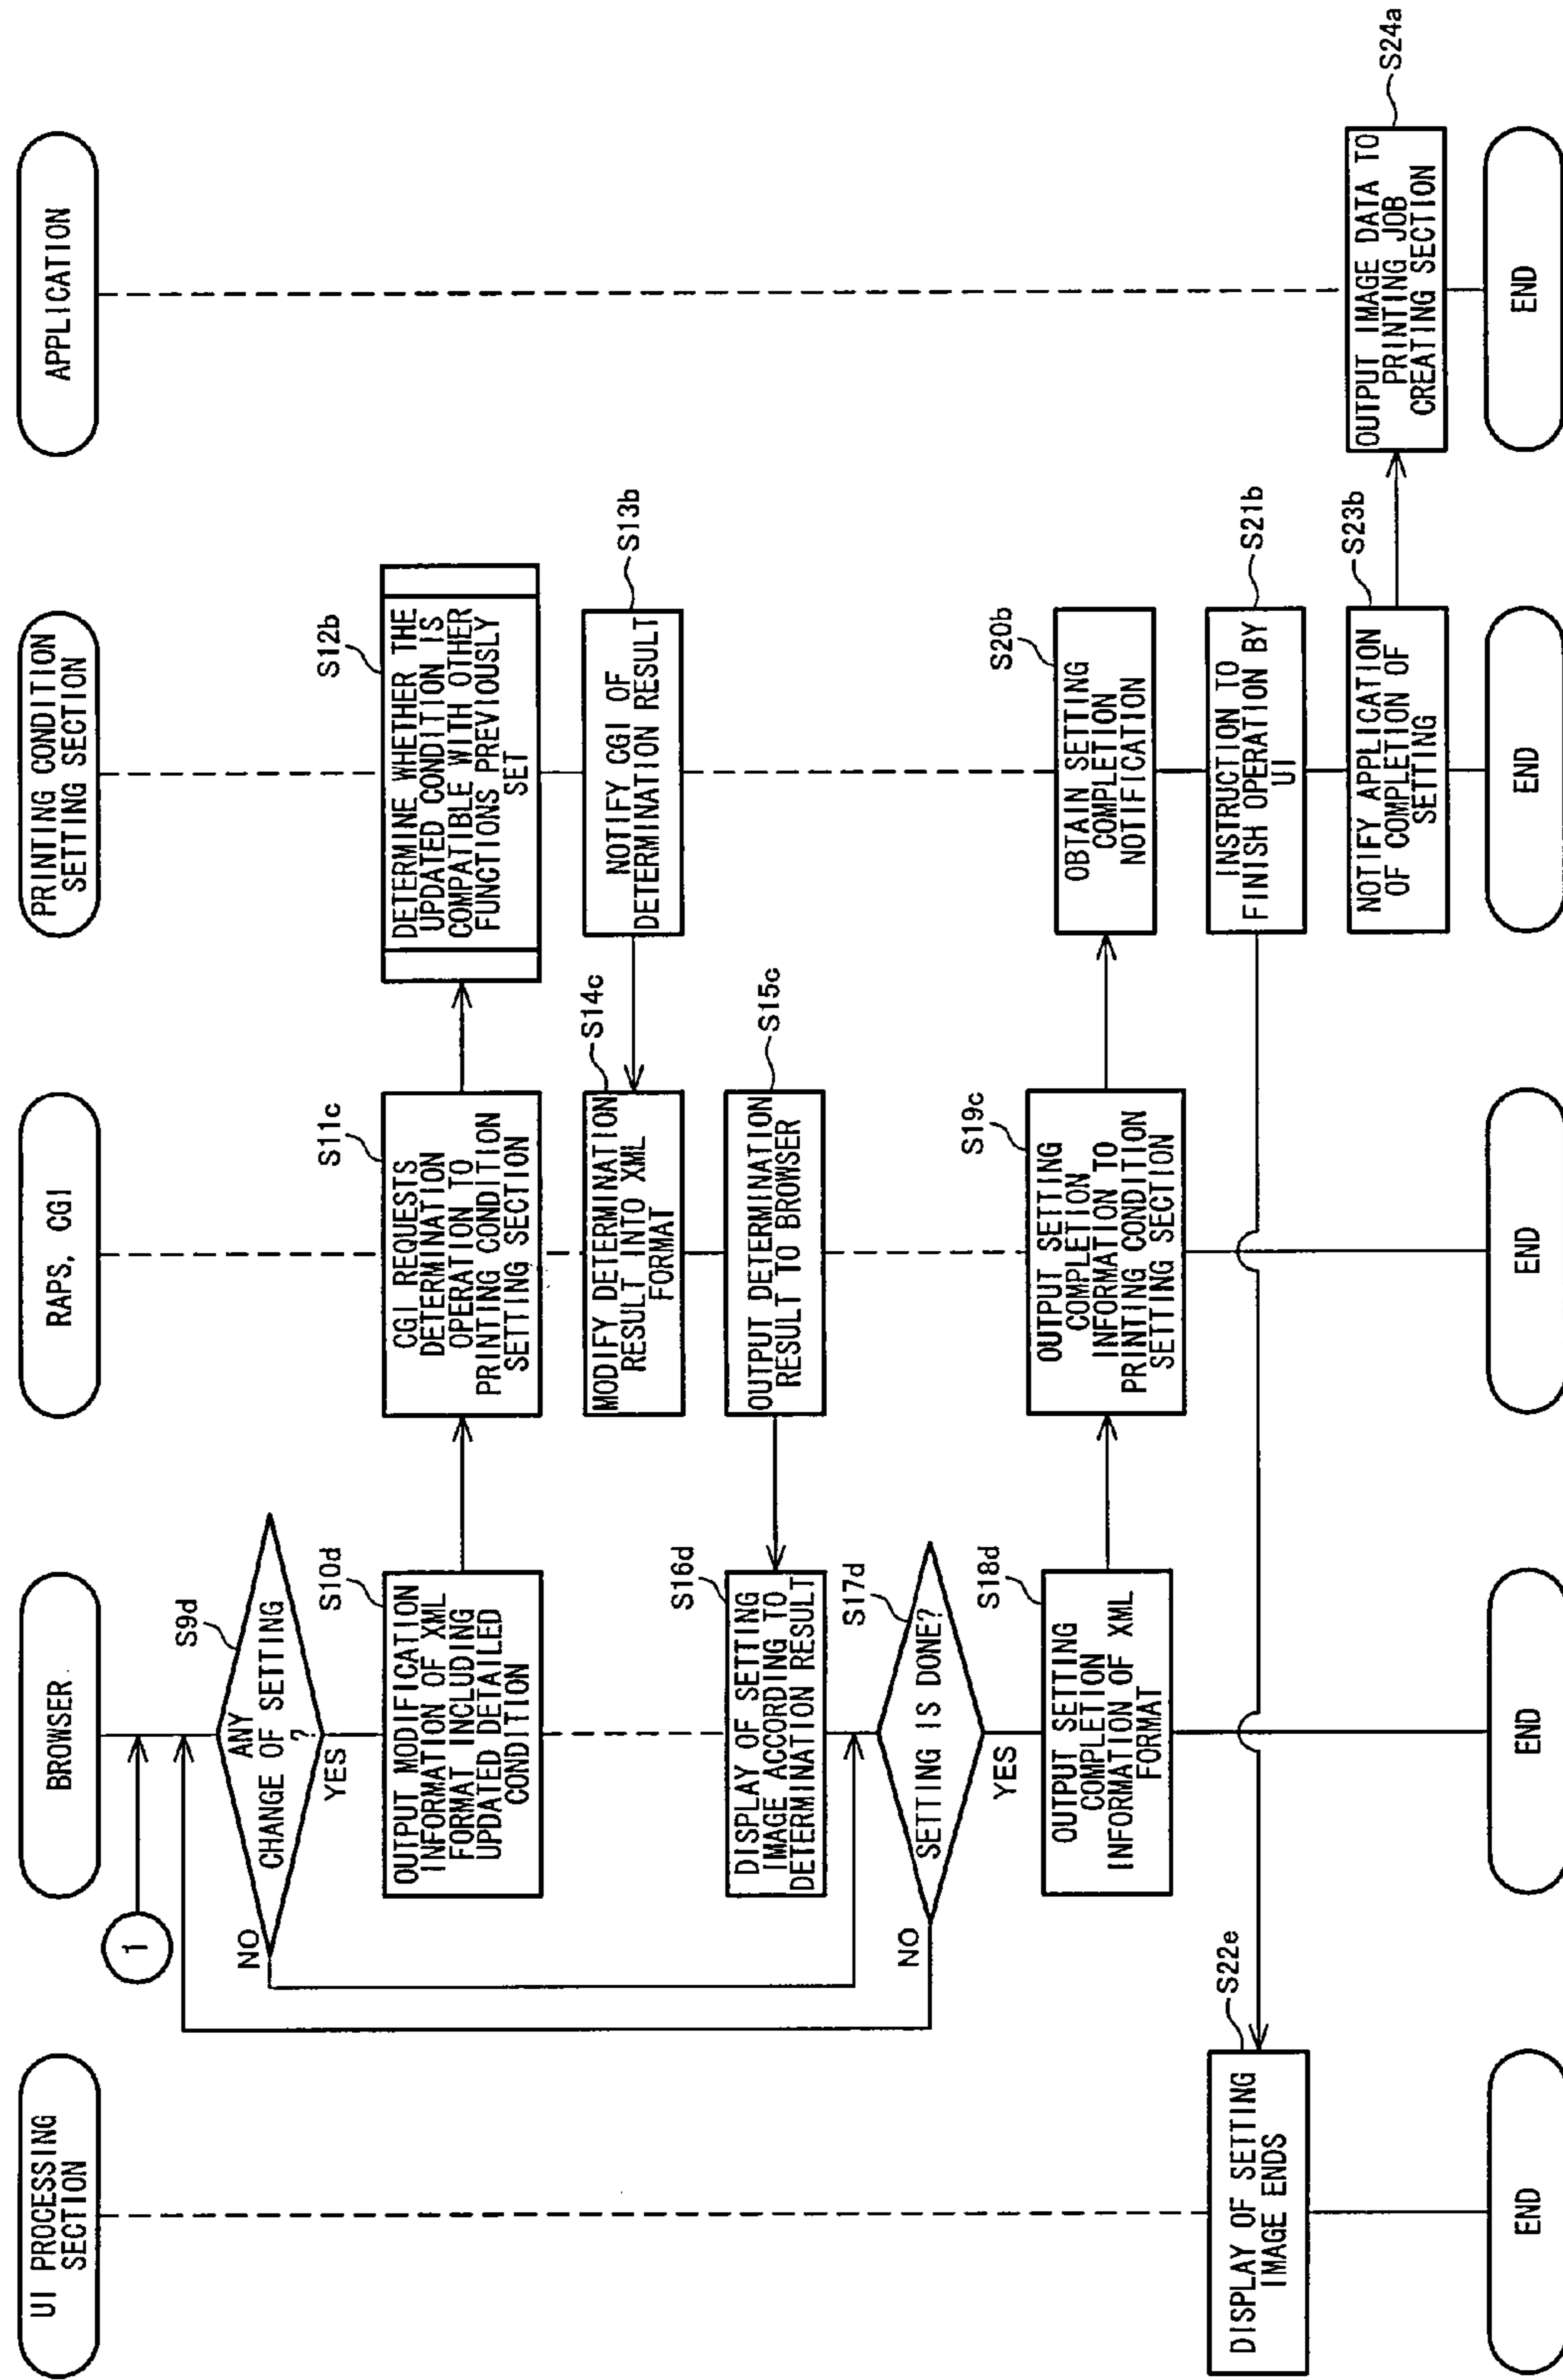 UI PROCESSING
SECTION
BROWSER
RAPS, CGI
PRINTING CONDITION
SETTING SECTION
APPLICATION
1
S9d
ANY
CHANGE OF SETTING
?
NO
YES
S10d
OUTPUT MODIFICATION
INFORMATION OF XML
FORMAT INCLUDING
UPDATED DETAILED
CONDITION
S11c
CGI REQUESTS
DETERMINATION
OPERATION TO
PRINTING CONDITION
SETTING SECTION
S12b
DETERMINE WHETHER THE
UPDATED CONDITION IS
COMPATIBLE WITH OTHER
FUNCTIONS PREVIOUSLY
SET
S13b
NOTIFY CGI OF
DETERMINATION RESULT
S14c
MODIFY DETERMINATION
RESULT INTO XML
FORMAT
S15c
OUTPUT DETERMINATION
RESULT TO BROWSER
S16d
DISPLAY OF SETTING
IMAGE ACCORDING TO
DETERMINATION RESULT
S17d
SETTING IS DONE?
NO
YES
S18d
OUTPUT SETTING
COMPLETION
INFORMATION OF XML
FORMAT
S19c
OUTPUT SETTING
COMPLETION
INFORMATION TO
PRINTING CONDITION
SETTING SECTION
S20b
OBTAIN SETTING
COMPLETION
NOTIFICATION
S21b
INSTRUCTION TO
FINISH OPERATION BY
UI
S22e
DISPLAY OF SETTING
IMAGE ENDS
S23b
NOTIFY APPLICATION
OF COMPLETION OF
SETTING
S24a
OUTPUT IMAGE DATA TO
PRINTING JOB
CREATING SECTION
END
END
END
END
END